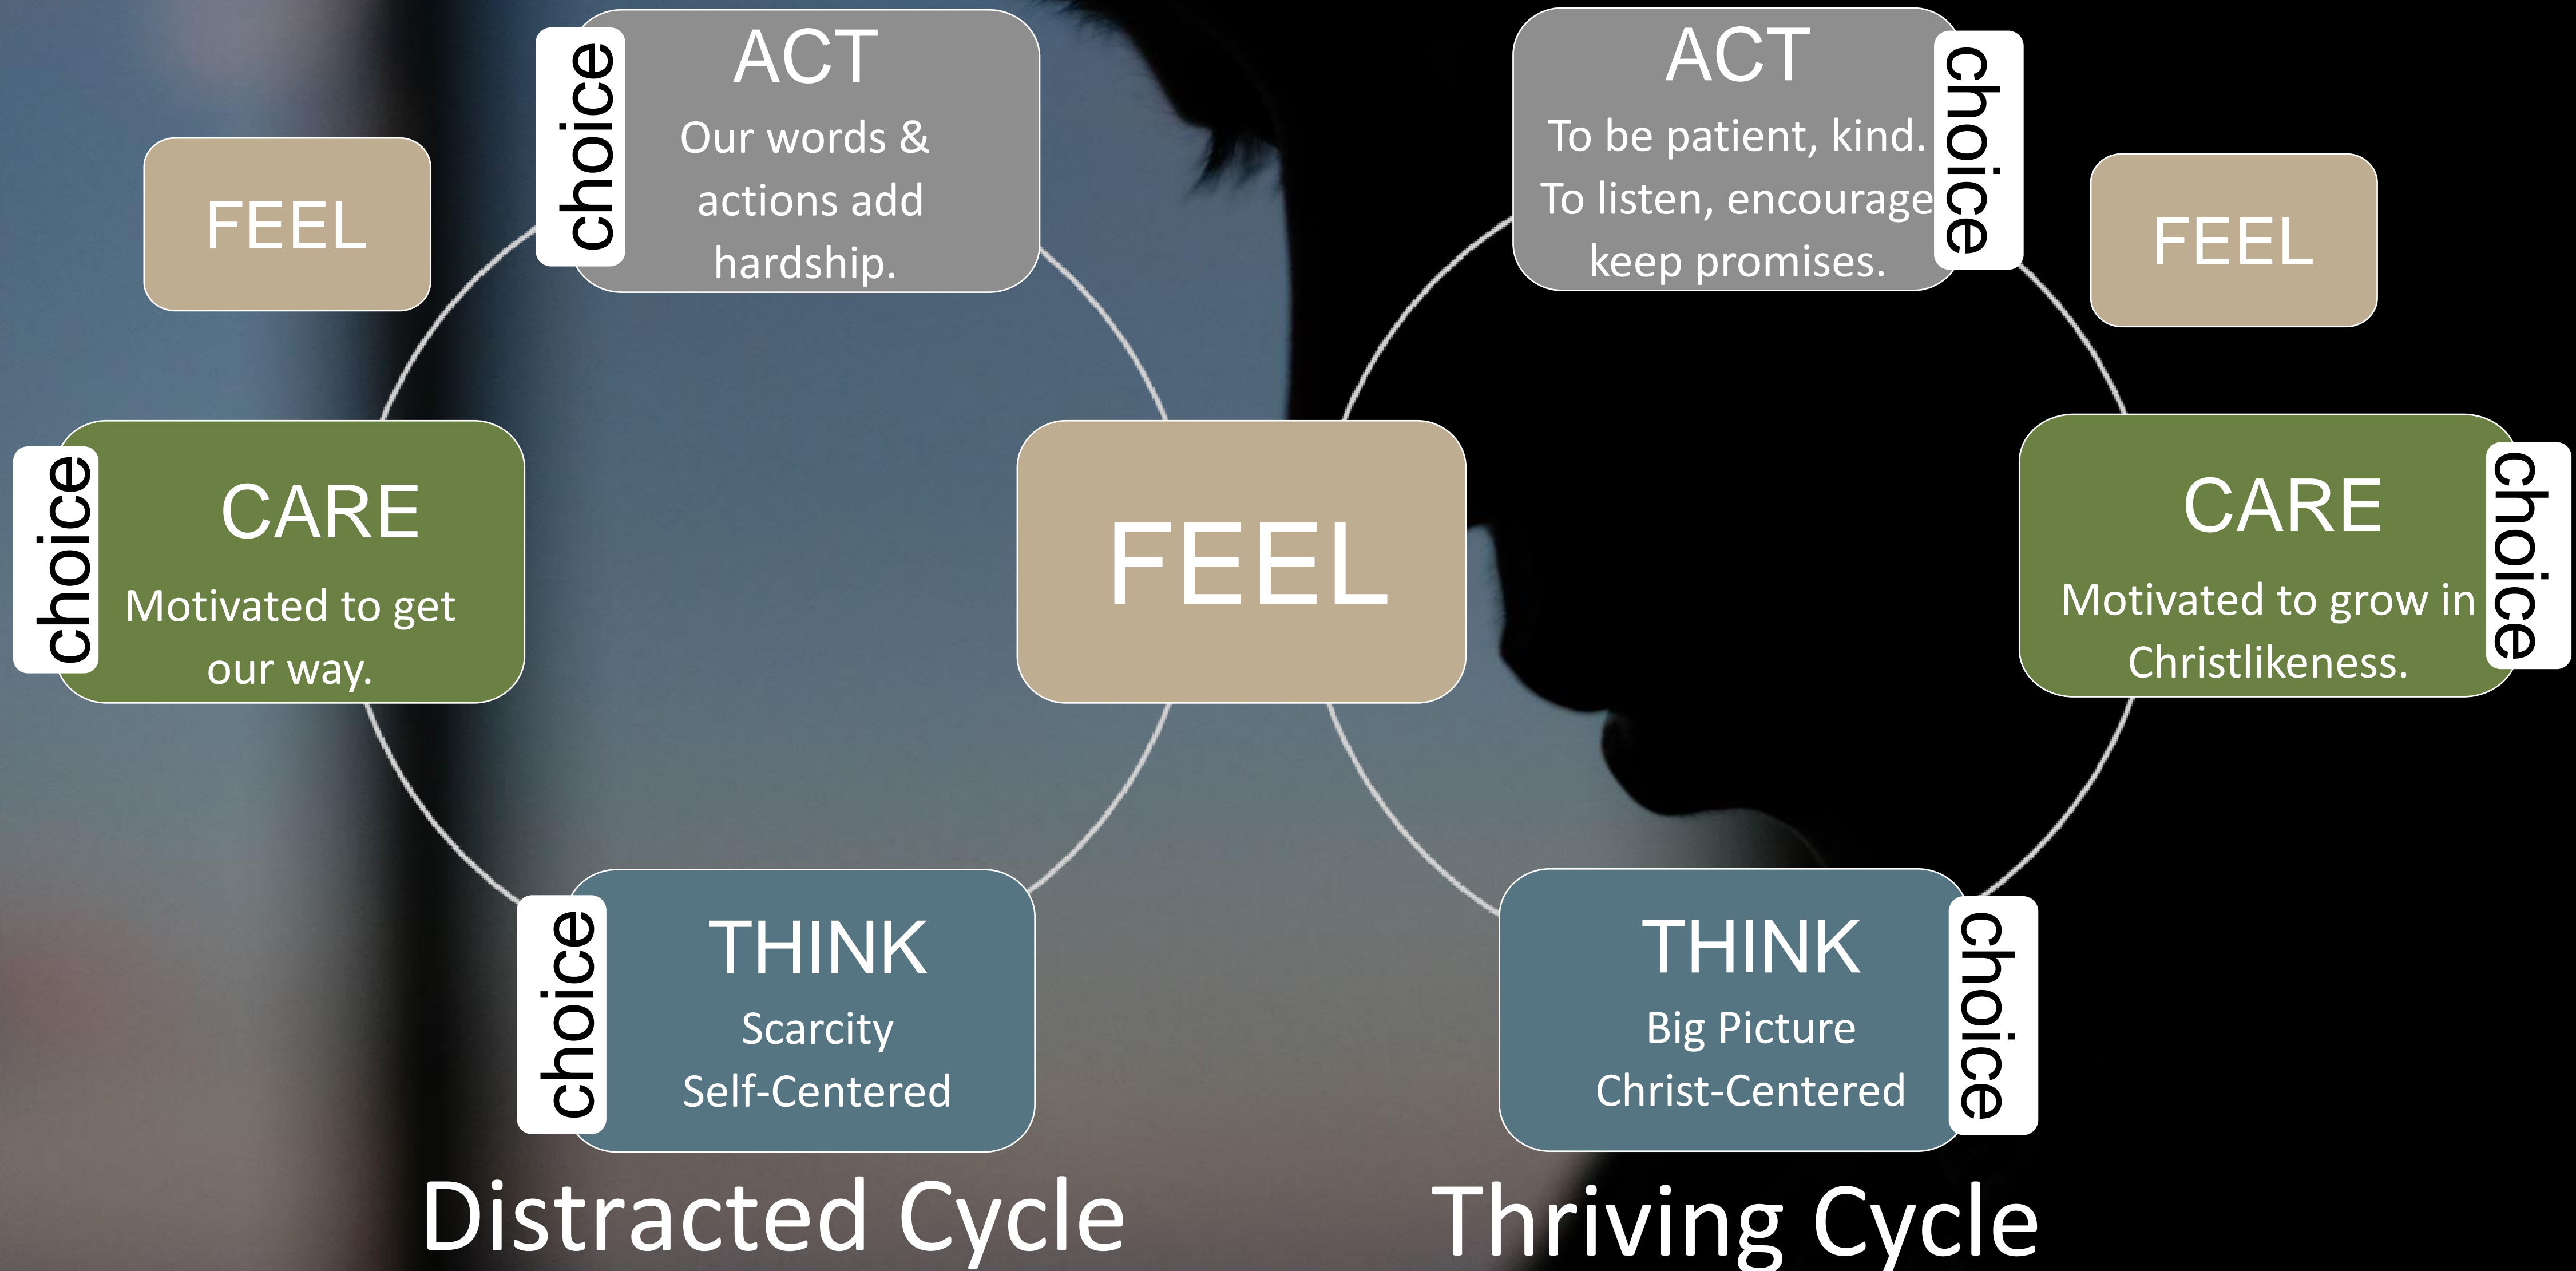 choice
ACT
Our words &
actions add
hardship.
FEEL
choice
CARE
Motivated to get
our way.
choice
THINK
Scarcity
Self-Centered
Distracted Cycle
FEEL
ACT
To be patient, kind.
To listen, encourage
keep promises.
choice
FEEL
CARE
Motivated to grow in
Christlikeness.
choice
THINK
Big Picture
Christ-Centered
choice
Thriving Cycle